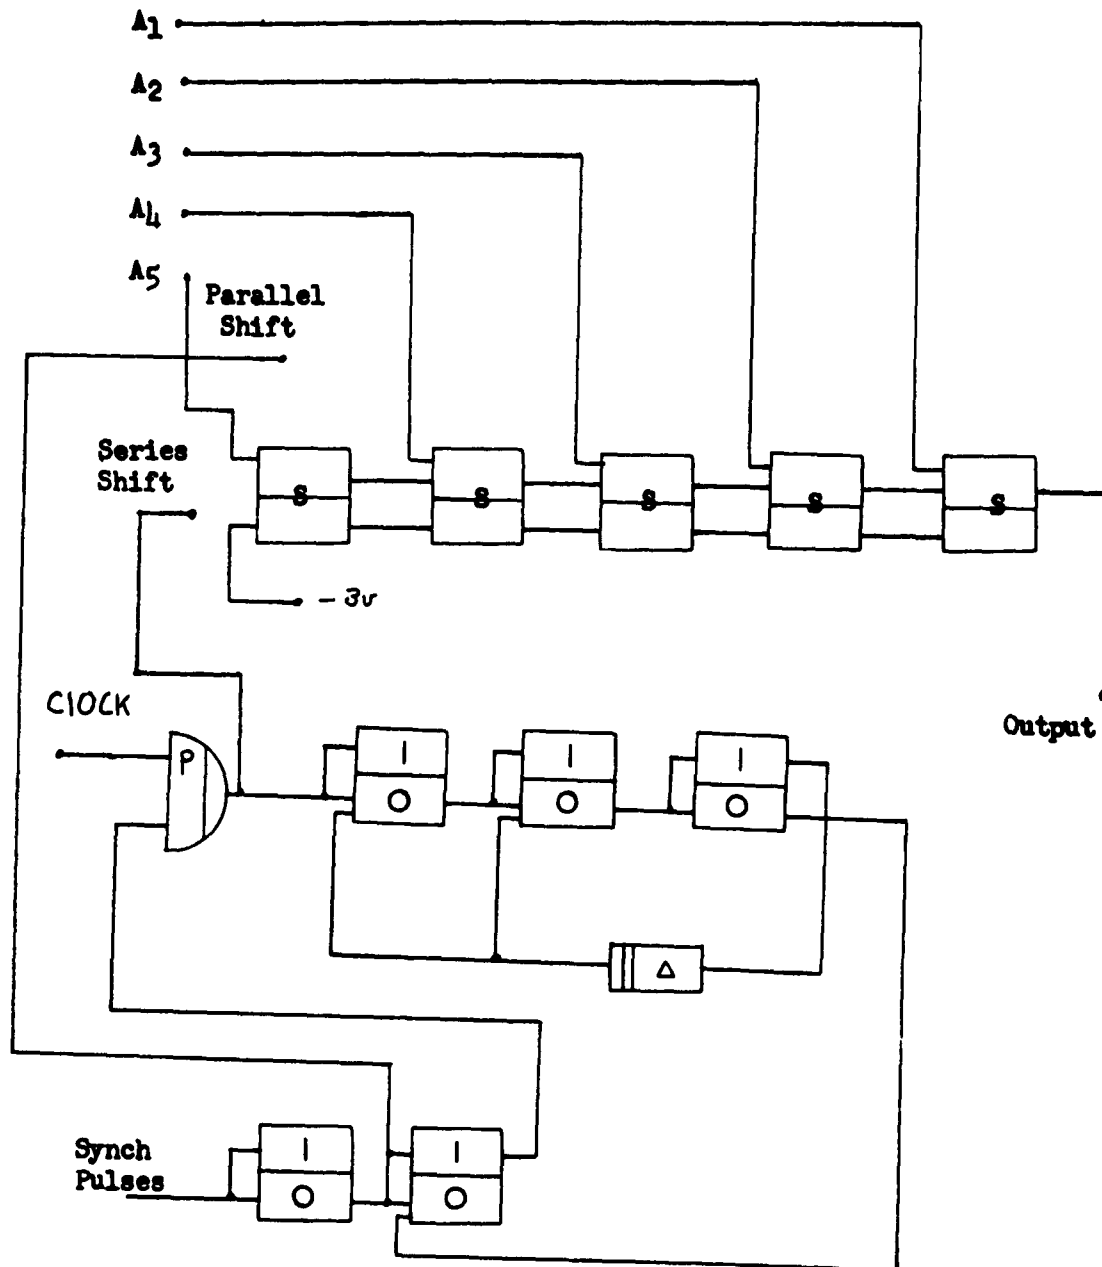 A1
A2
A3
A4
A5
Parallel
Shift
Series
Shift
S
S
S
S
S
- 3v
ClOCK
P
1
0
1
0
1
0
Output
Δ
Synch
Pulses
1
0
1
0